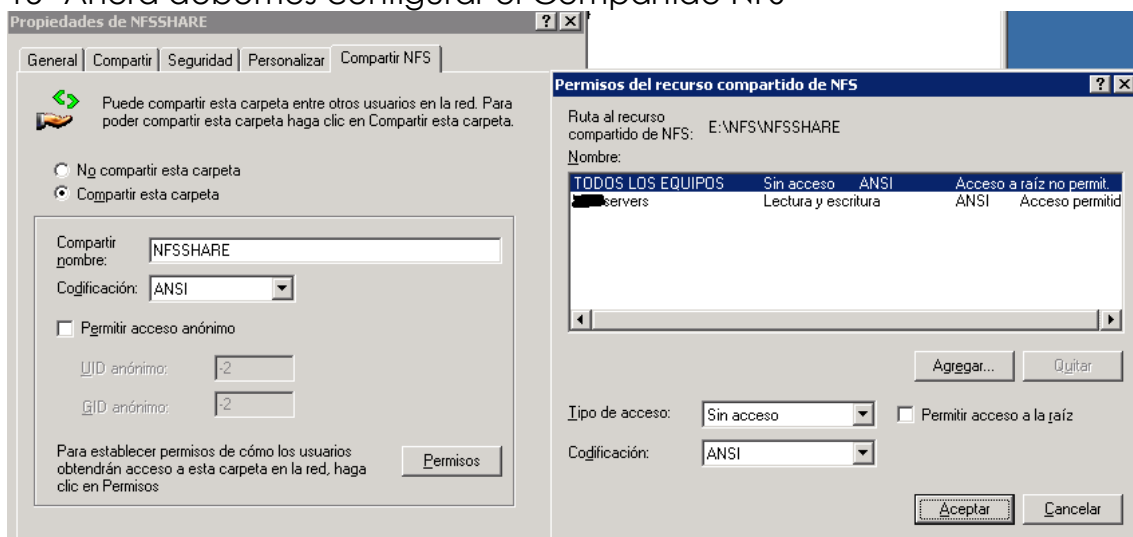 Ahora debemos configurar el Compartido NFS
Propiedades de NFSSHARE
General
Compartir
Seguridad
Personalizar
Compartir NFS
Puede compartir esta carpeta entre otros usuarios en la red. Para
poder compartir esta carpeta haga clic en Compartir esta carpeta.
No compartir esta carpeta
Compartir esta carpeta
Compartir
nombre:
NFSSHARE
Codificación: ANSI
Permitir acceso anónimo
UID anónimo: -2
GID anónimo: -2
Para establecer permisos de cómo los usuarios
obtendrán acceso a esta carpeta en la red, haga
clic en Permisos
Permisos
Permisos del recurso compartido de NFS
Ruta al recurso
compartido de NFS: E:\NFS\NFSSHARE
Nombre:
TODOS LOS EQUIPOS Sin acceso ANSI Acceso a raíz no permit.
servers Lectura y escritura ANSI Acceso permitid
Agregar... Quitar
Tipo de acceso: Sin acceso Permitir acceso a la raíz
Codificación: ANSI
Aceptar Cancelar